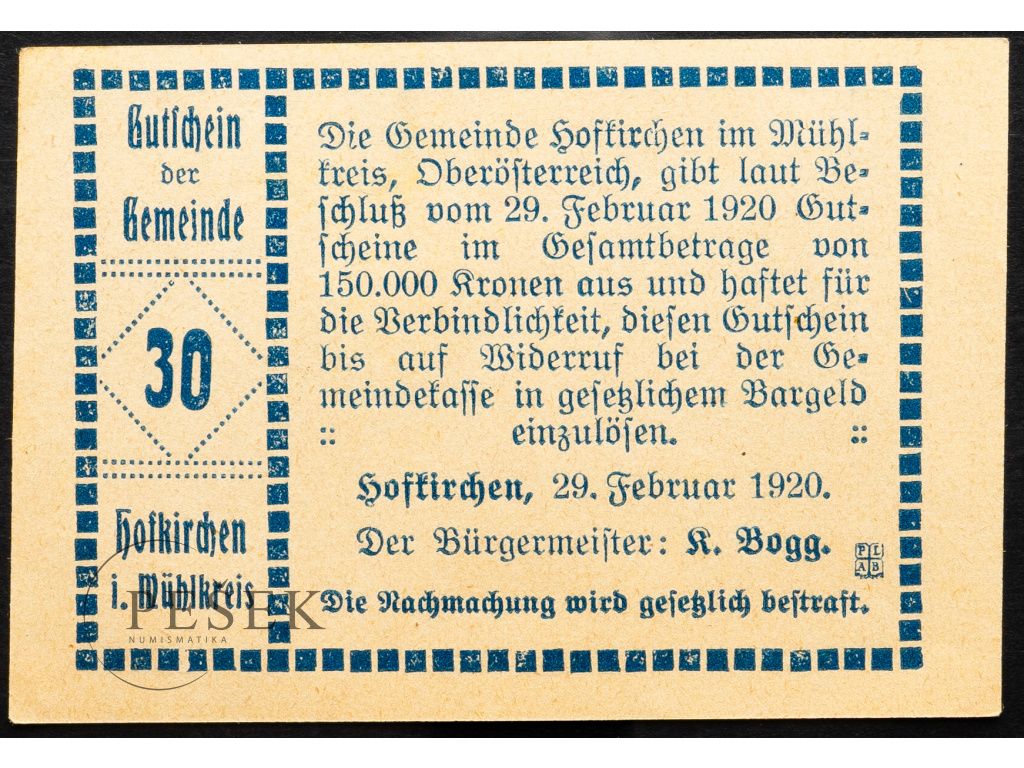 Gutschein
der
Gemeinde
30
Hofkirchen
i. Mühlkreis
Die Gemeinde Hofkirchen im Mühl-
kreis, Oberösterreich, gibt laut Be-
schluß vom 29. Februar 1920 Gut-
scheine im Gesamtbetrage von
150.000 Kronen aus und haftet für
die Verbindlichkeit, diesen Gutschein
bis auf Widerruf bei der Ge-
meindekasse in gesetzlichem Bargeld
:: einzulösen. ::
Hofkirchen, 29. Februar 1920.
Der Bürgermeister: K. Bogg.
P L
A B
Die Nachmachung wird gesetzlich bestraft.
PESEK
NUMISMATIKA